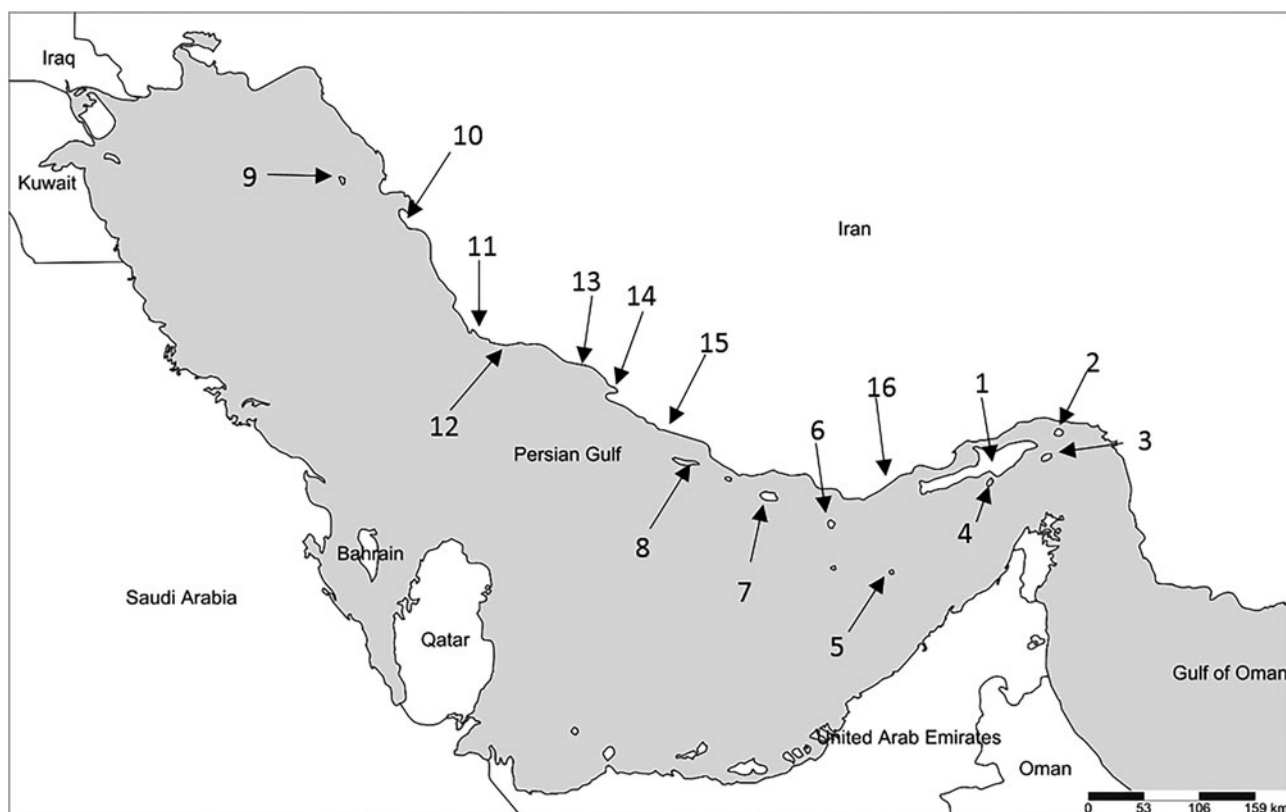 Iraq
10
9
Kuwait
Iran
11
13
14
15
2
1
16
12
6
3
Persian Gulf
8
4
7
Bahrain
Saudi Arabia
5
Qatar
Gulf of Oman
United Arab Emirates
Oman
0 53 106 159 km